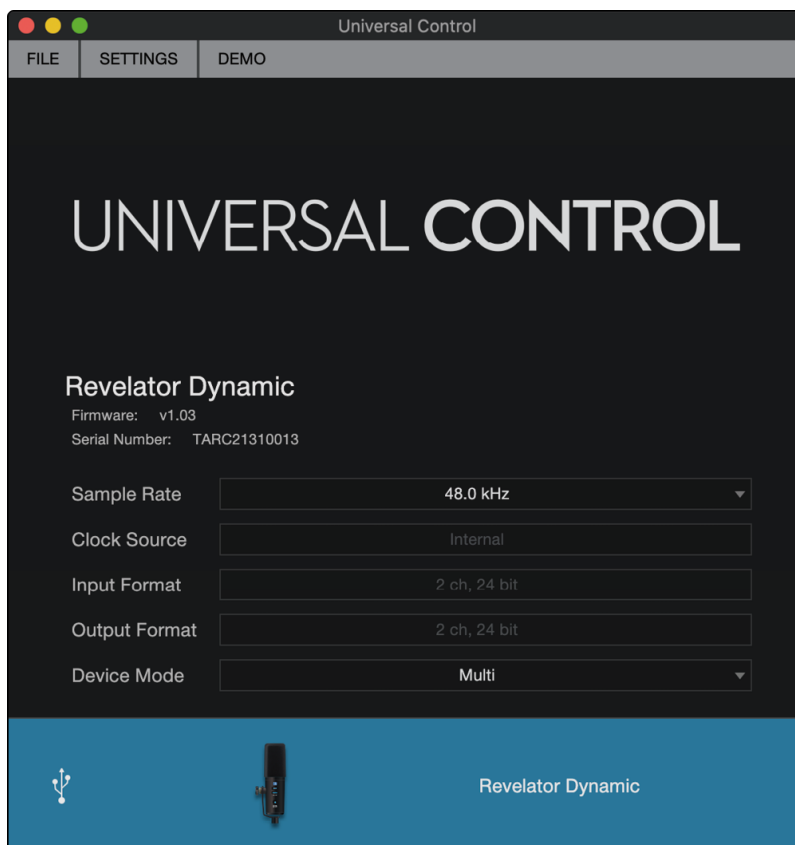 Universal Control
FILE SETTINGS DEMO
UNIVERSAL CONTROL
Revelator Dynamic
Firmware: v1.03
Serial Number: TARC21310013
Sample Rate 48.0 kHz
Clock Source Internal
Input Format 2 ch, 24 bit
Output Format 2 ch, 24 bit
Device Mode Multi
Revelator Dynamic